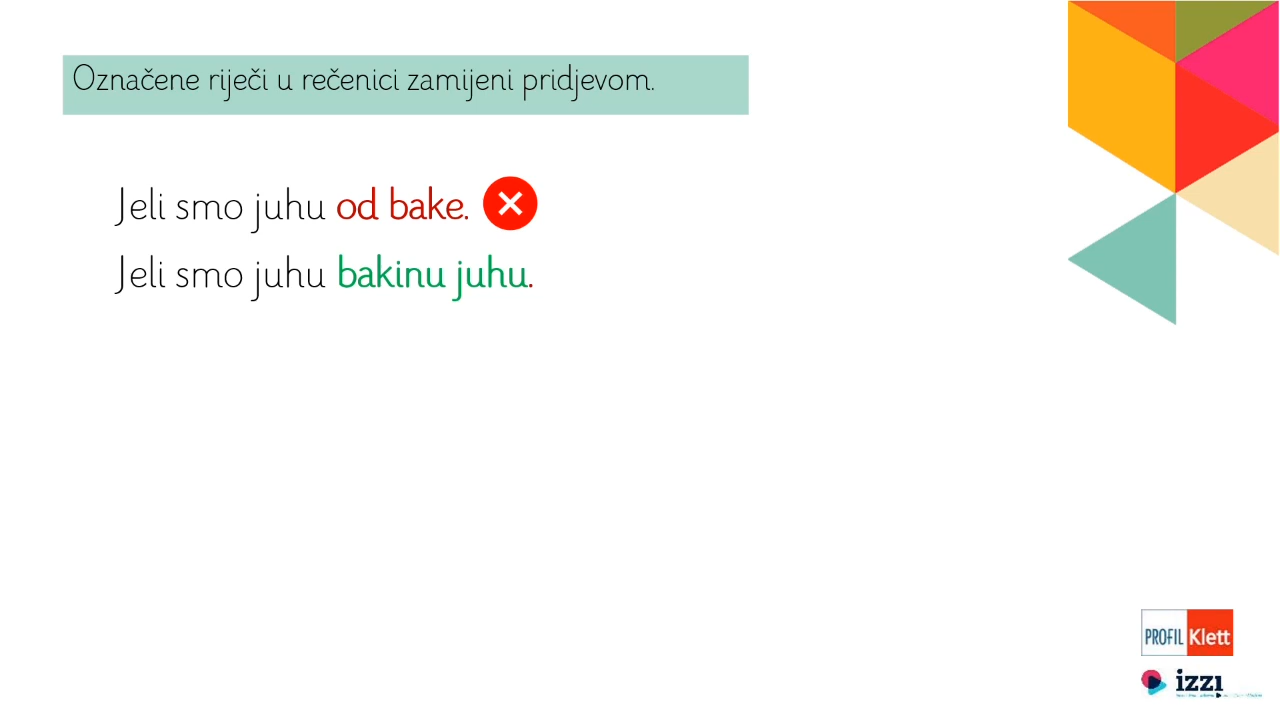 Označene riječi u rečenici zamijeni pridjevom.
Jeli smo juhu od bake.
Jeli smo juhu bakinu juhu.
PROFIL Klett
izzi